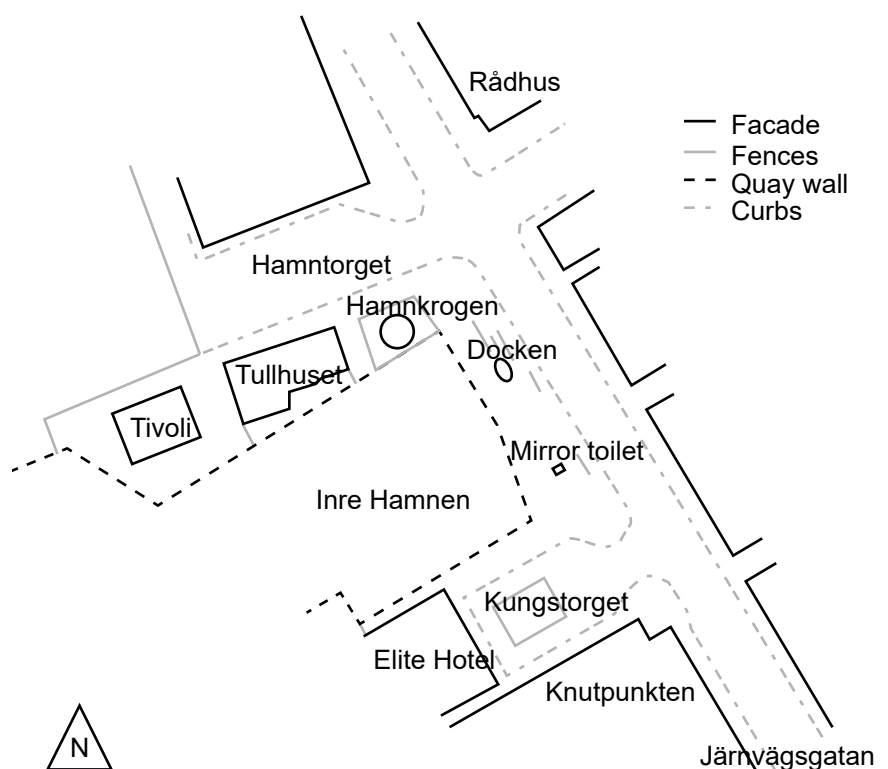 Rådhus
Facade
Fences
Quay wall
Curbs
Hamntorget
Hamnkrogen
Docken
Tullhuset
Tivoli
Mirror toilet
Inre Hamnen
Kungstorget
Elite Hotel
Knutpunkten
N
Järnvägsgatan